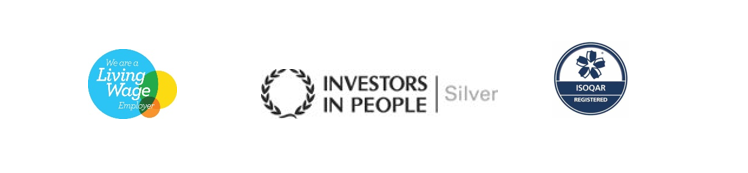 We are a
Living
Wage
Employer
INVESTORS
IN PEOPLE
Silver
ISOQAR
REGISTERED